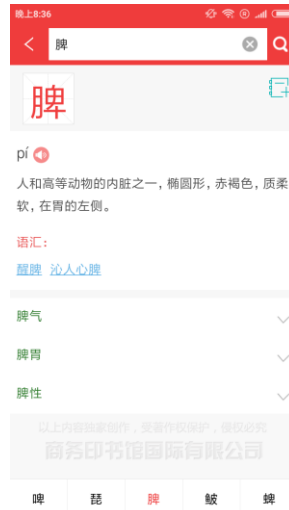 晚上8:36
脾
脾
pí
人和高等动物的内脏之一，椭圆形，赤褐色，质柔
软，在胃的左侧。
语汇：
醒脾 沁人心脾
脾气
脾胃
脾性
以上内容独家创作，受著作权保护，侵权必究
商务印书馆国际有限公司
啤 琵 脾 鲏 蜱